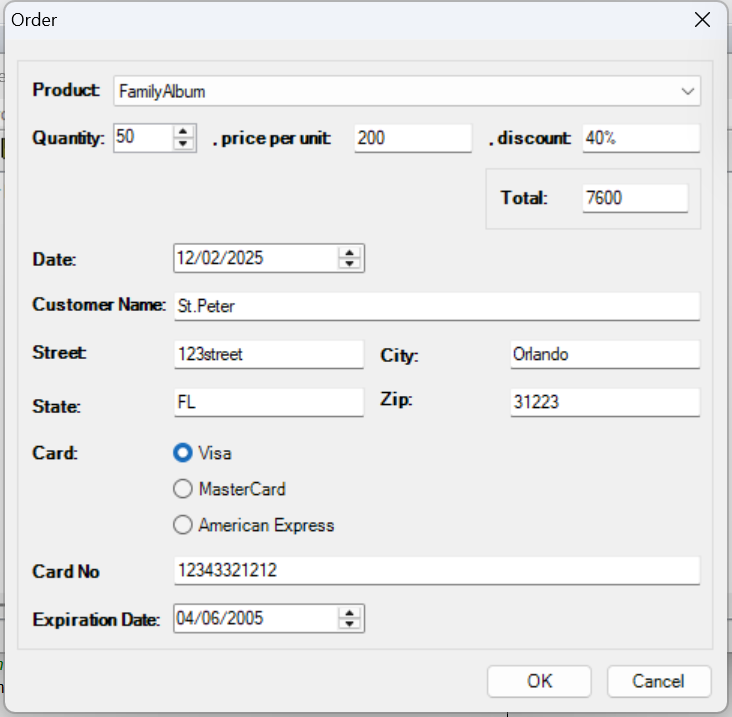 Order
Product: FamilyAlbum
Quantity: 50 , price per unit: 200 , discount: 40%
Total: 7600
Date: 12/02/2025
Customer Name: St.Peter
Street: 123street City: Orlando
State: FL Zip: 31223
Card: Visa
MasterCard
American Express
Card No 12343321212
Expiration Date: 04/06/2005
OK Cancel